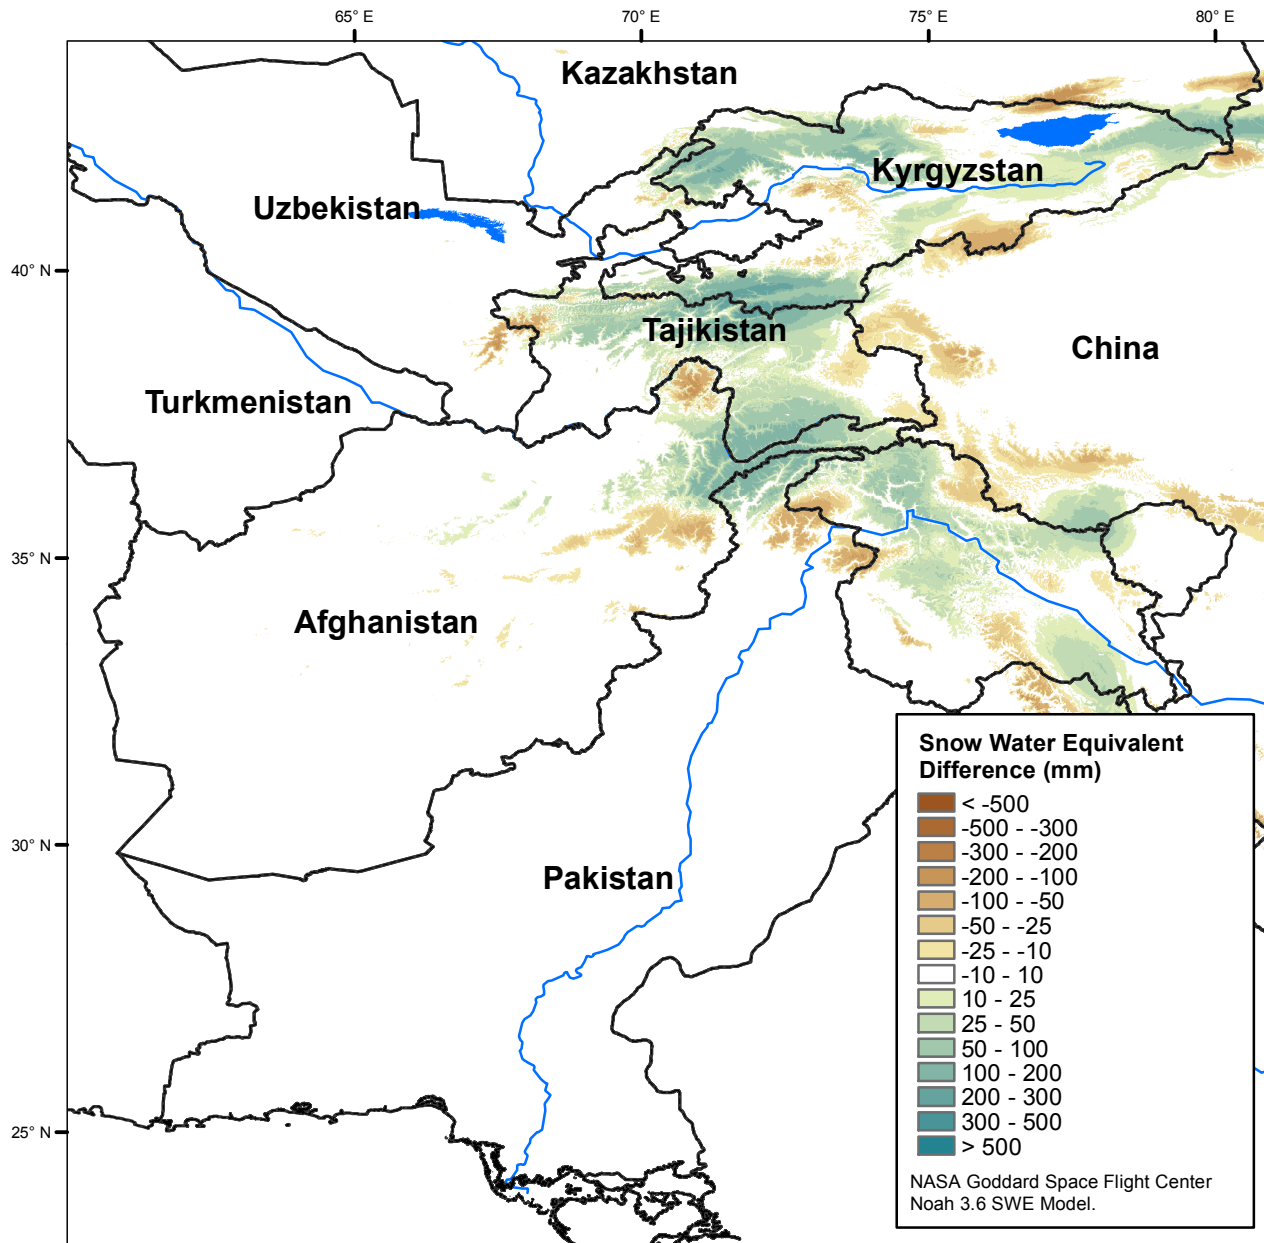 65° E
70° E
75° E
80° E
Kazakhstan
Kyrgyzstan
Uzbekistan
40° N
Tajikistan
China
Turkmenistan
35° N
Afghanistan
Snow Water Equivalent
Difference (mm)
< -500
-500 - -300
-300 - -200
-200 - -100
-100 - -50
-50 - -25
-25 - -10
-10 - 10
10 - 25
25 - 50
50 - 100
100 - 200
200 - 300
300 - 500
> 500
30° N
Pakistan
25° N
NASA Goddard Space Flight Center
Noah 3.6 SWE Model.